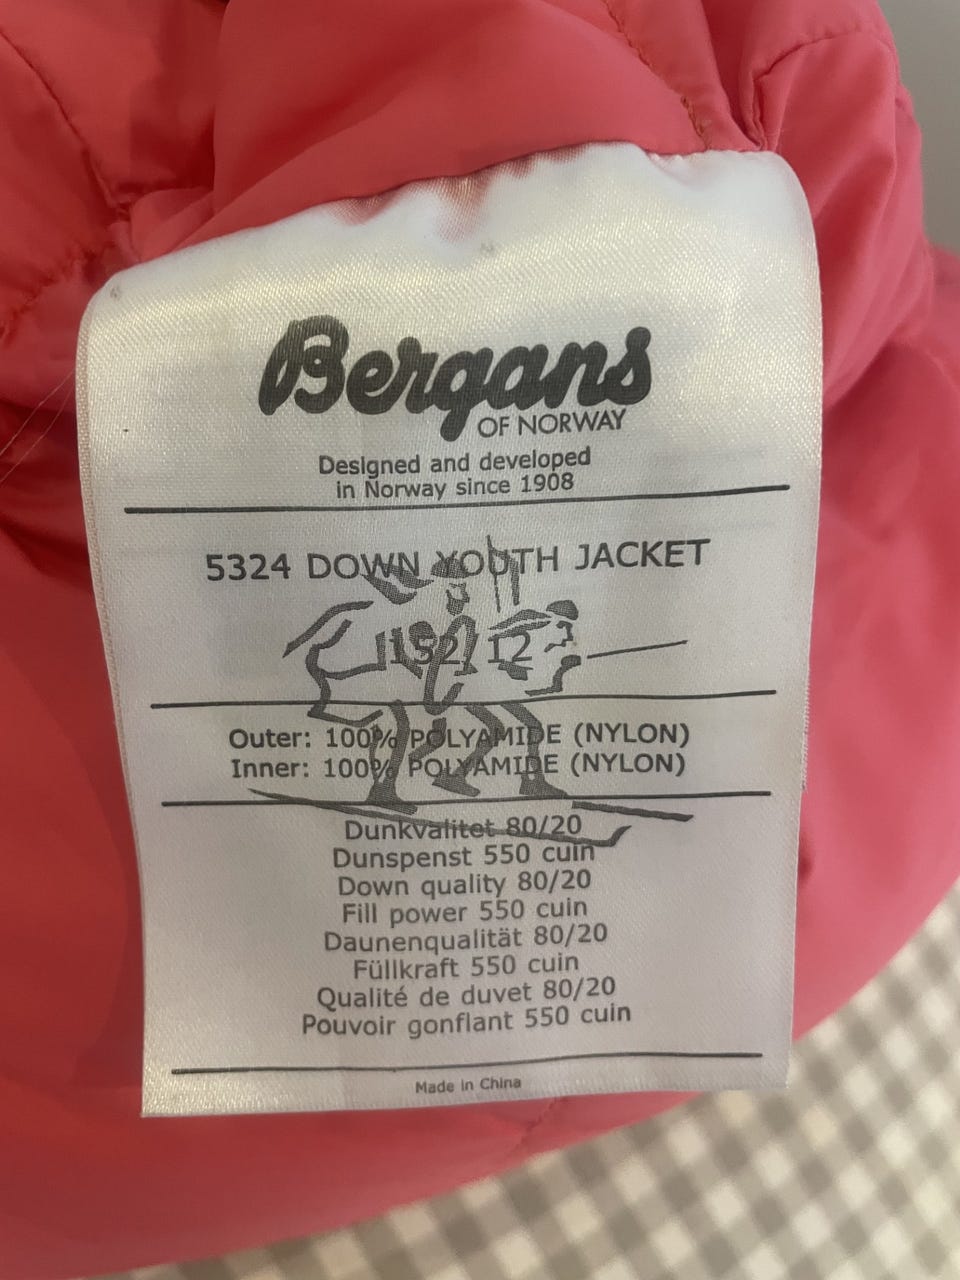 Bergans
OF NORWAY
Designed and developed
in Norway since 1908
5324 DOWN YOUTH JACKET
152/12
Outer: 100% POLYAMIDE (NYLON)
Inner: 100% POLYAMIDE (NYLON)
Dunkvalitet 80/20
Dunspenst 550 cuin
Down quality 80/20
Fill power 550 cuin
Daunenqualität 80/20
Füllkraft 550 cuin
Qualité de duvet 80/20
Pouvoir gonflant 550 cuin
Made in China